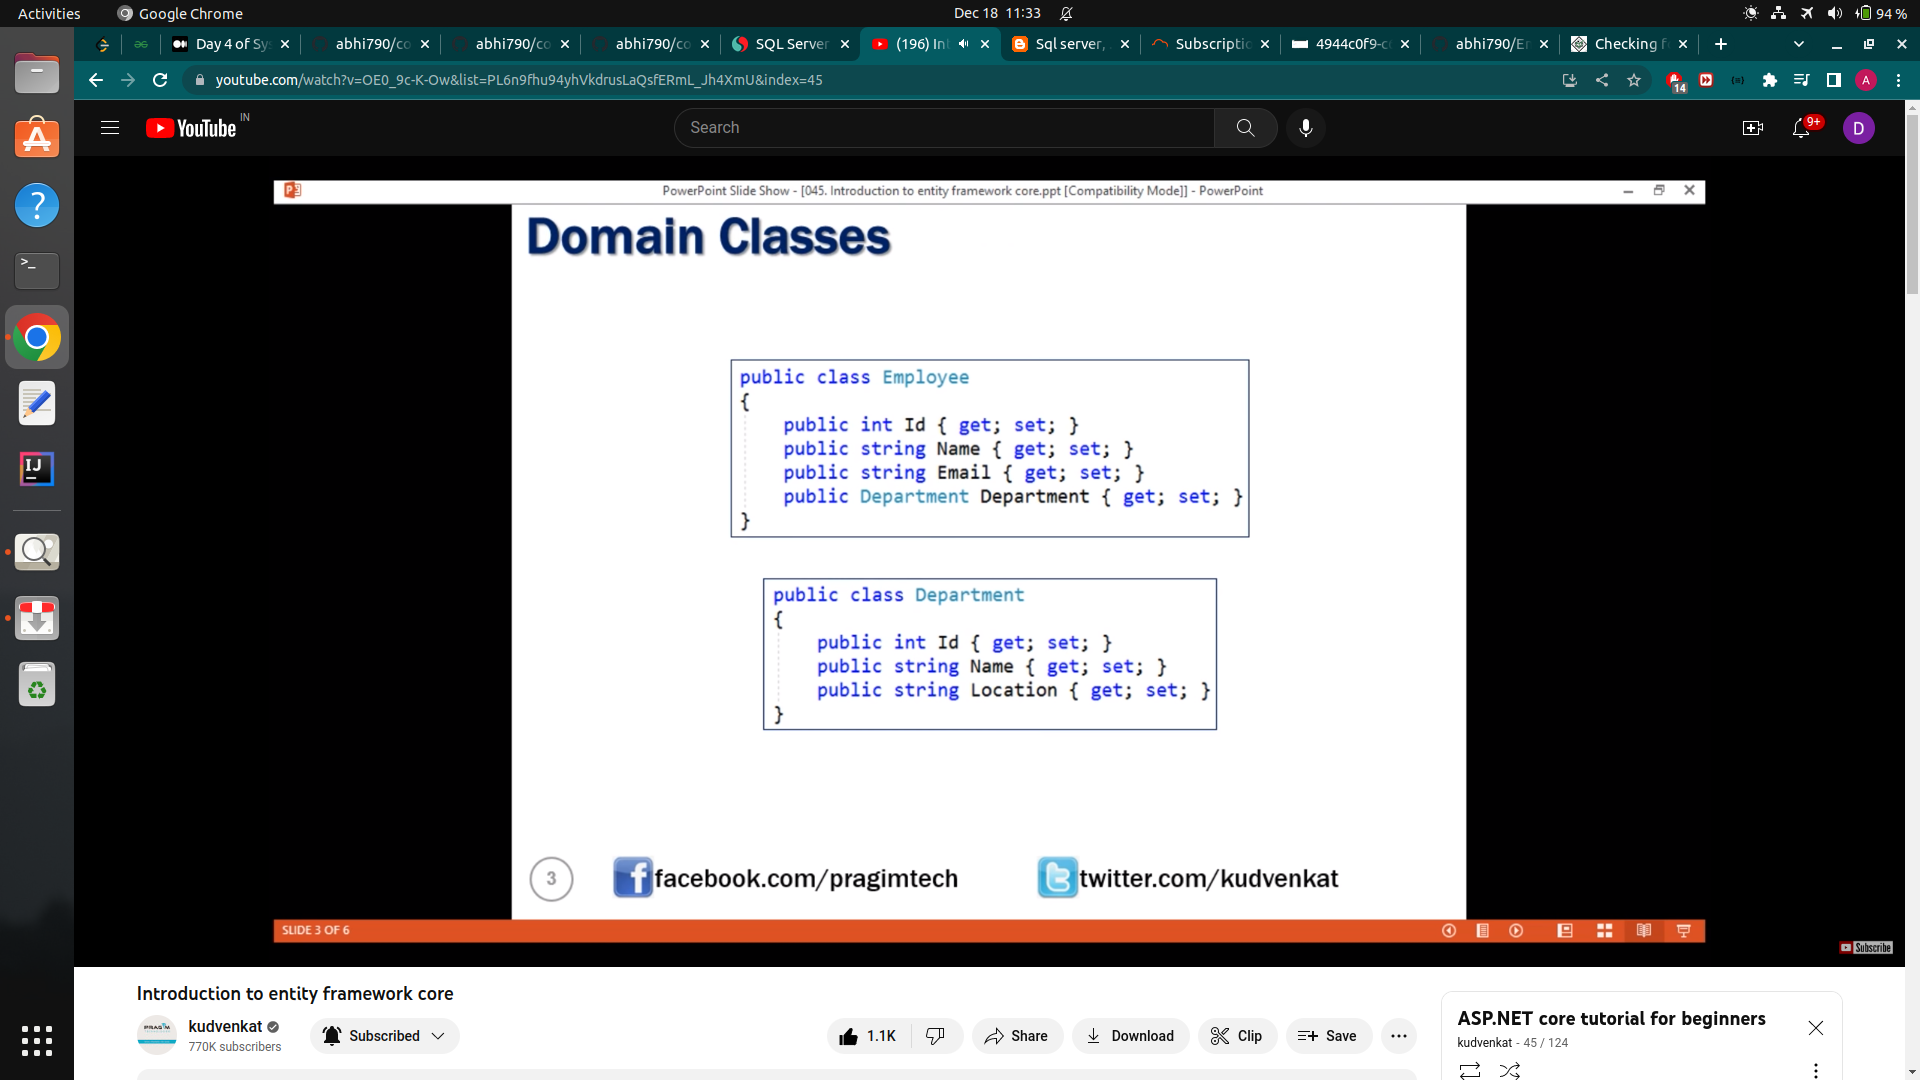 Activities
Google Chrome
Dec 18 11:33
94 %
Day 4 of Sy
abhi790/co
abhi790/co
abhi790/co
SQL Server
(196) In
Sql server,
Subscriptio
4944c0f9-c
abhi790/Er
Checking f
youtube.com/watch?v=OE0_9c-K-Ow&list=PL6n9fhu94yhVkdrusLaQsfERmL_Jh4XmU&index=45
14
A
YouTube IN
Search
9+
D
PowerPoint Slide Show - [045. Introduction to entity framework core.ppt [Compatibility Mode]] - PowerPoint
Domain Classes
public class Employee
{
public int Id { get; set; }
public string Name { get; set; }
public string Email { get; set; }
public Department Department { get; set; }
}
public class Department
{
public int Id { get; set; }
public string Name { get; set; }
public string Location { get; set; }
}
3
facebook.com/pragimtech
twitter.com/kudvenkat
SLIDE 3 OF 6
Subscribe
Introduction to entity framework core
PRAGIM
kudvenkat
770K subscribers
Subscribed
1.1K
Share
Download
Clip
Save
ASP.NET core tutorial for beginners
kudvenkat - 45 / 124